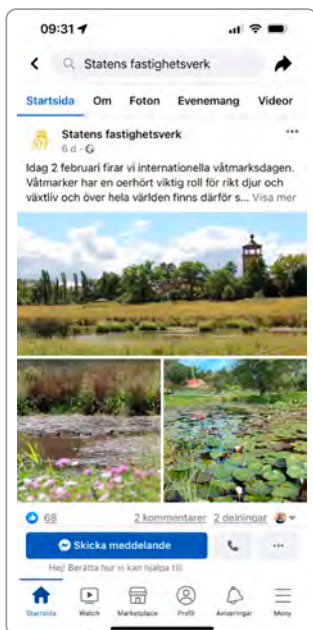 09:31
Statens fastighetsverk
Startsida Om Foton Evenemang Videor
Statens fastighetsverk
6 d ·
Idag 2 februari firar vi internationella våtmarksdagen.
Våtmarker har en oerhört viktig roll för rikt djur och
växtliv och över hela världen finns därför s... Visa mer
68 2 kommentarer 2 delningar
Skicka meddelande
Hej! Berätta hur vi kan hjälpa till.
Startsida Watch Marketplace Profil Aviseringar Meny